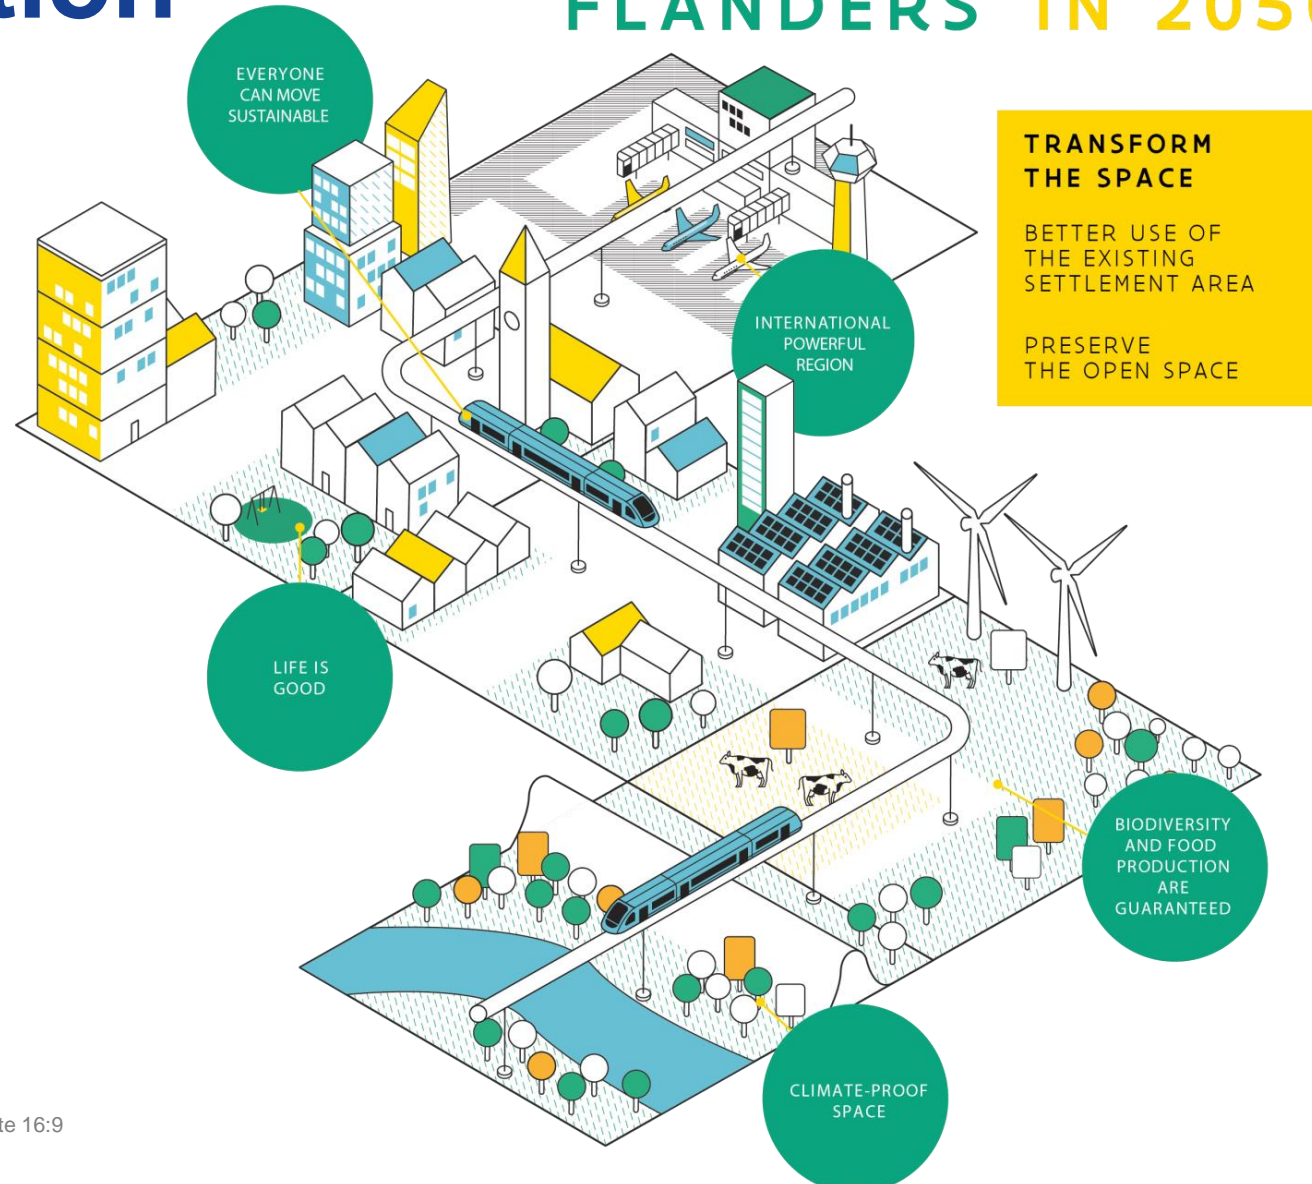 tion
FLANDERS IN 2050
EVERYONE
CAN MOVE
SUSTAINABLE
TRANSFORM
THE SPACE
BETTER USE OF
THE EXISTING
SETTLEMENT AREA
PRESERVE
THE OPEN SPACE
INTERNATIONAL
POWERFUL
REGION
LIFE IS
GOOD
BIODIVERSITY
AND FOOD
PRODUCTION
ARE
GUARANTEED
CLIMATE-PROOF
SPACE
te 16:9